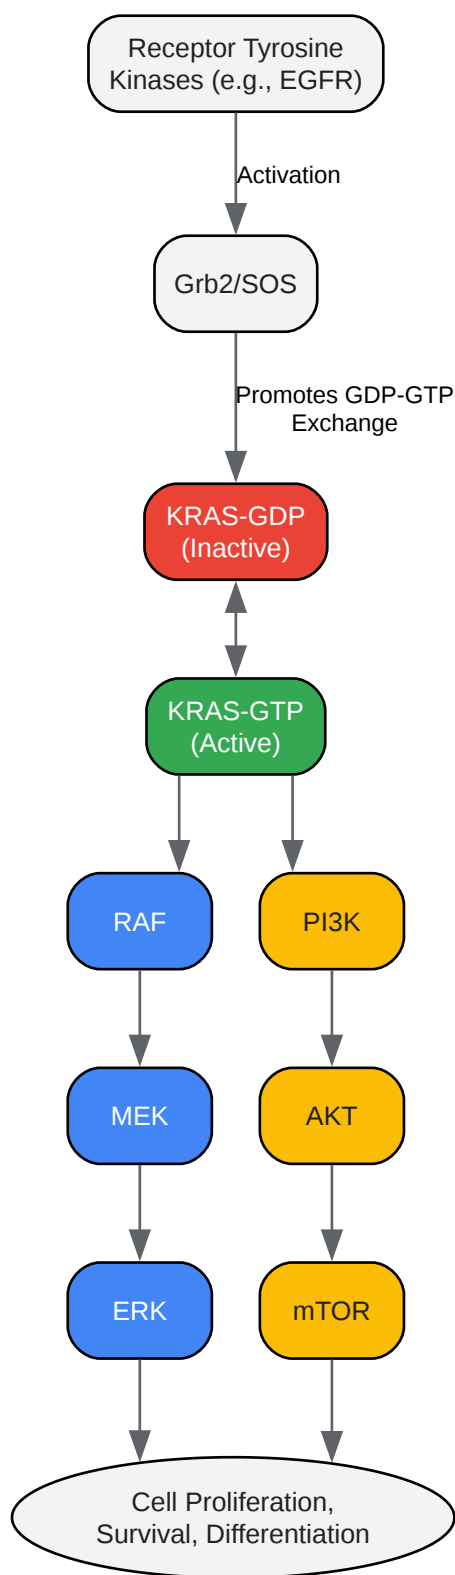 Receptor Tyrosine
Kinases (e.g., EGFR)
Activation
Grb2/SOS
Promotes GDP-GTP
Exchange
KRAS-GDP
(Inactive)
KRAS-GTP
(Active)
RAF
PI3K
MEK
AKT
ERK
mTOR
Cell Proliferation,
Survival, Differentiation